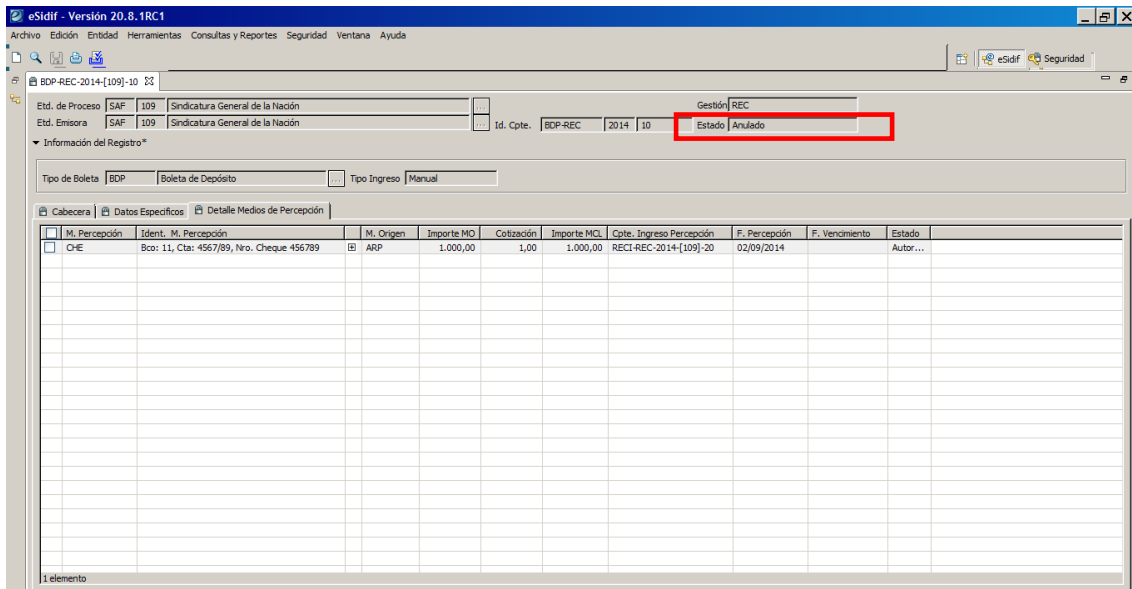 eSidif - Versión 20.8.1RC1
Archivo Edición Entidad Herramientas Consultas y Reportes Seguridad Ventana Ayuda
eSidif Seguridad
BDP-REC-2014-[109]-10
Etd. de Proceso SAF 109 Sindicatura General de la Nación ... Gestión REC
Etd. Emisora SAF 109 Sindicatura General de la Nación ... Id. Cpte. BDP-REC 2014 10 Estado Anulado
Información del Registro*
Tipo de Boleta BDP Boleta de Depósito ... Tipo Ingreso Manual
Cabecera Datos Especificos Detalle Medios de Percepción
M. Percepción Ident. M. Percepción M. Origen Importe MO Cotización Importe MCL Cpte. Ingreso Percepción F. Percepción F. Vencimiento Estado
CHE Bco: 11, Cta: 4567/89, Nro. Cheque 456789 ARP 1.000,00 1,00 1.000,00 RECI-REC-2014-[109]-20 02/09/2014 Autor...
1 elemento